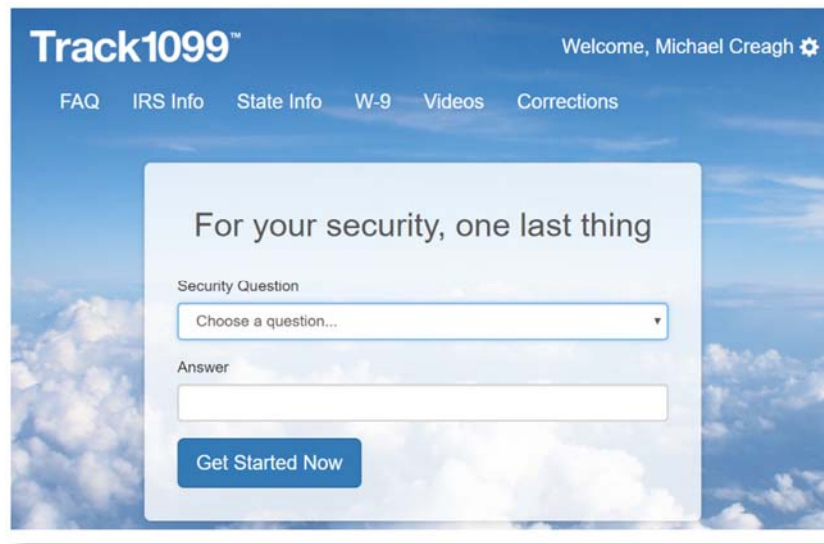 Track1099™
Welcome, Michael Creagh
FAQ IRS Info State Info W-9 Videos Corrections
For your security, one last thing
Security Question
Choose a question...
Answer
Get Started Now